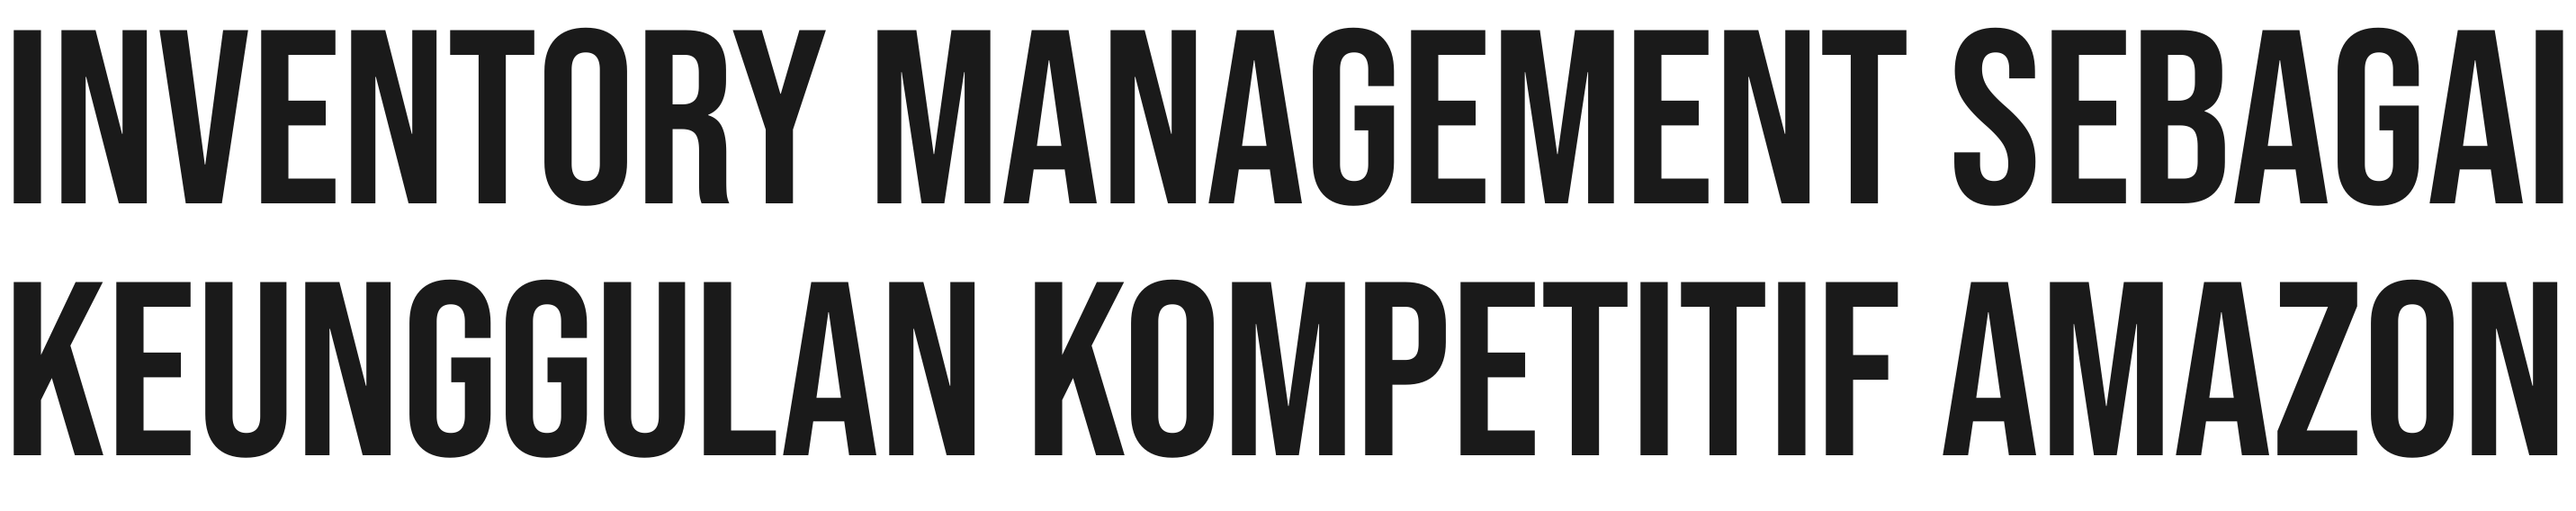 INVENTORY MANAGEMENT SEBAGAI
KEUNGGULAN KOMPETITIF AMAZON